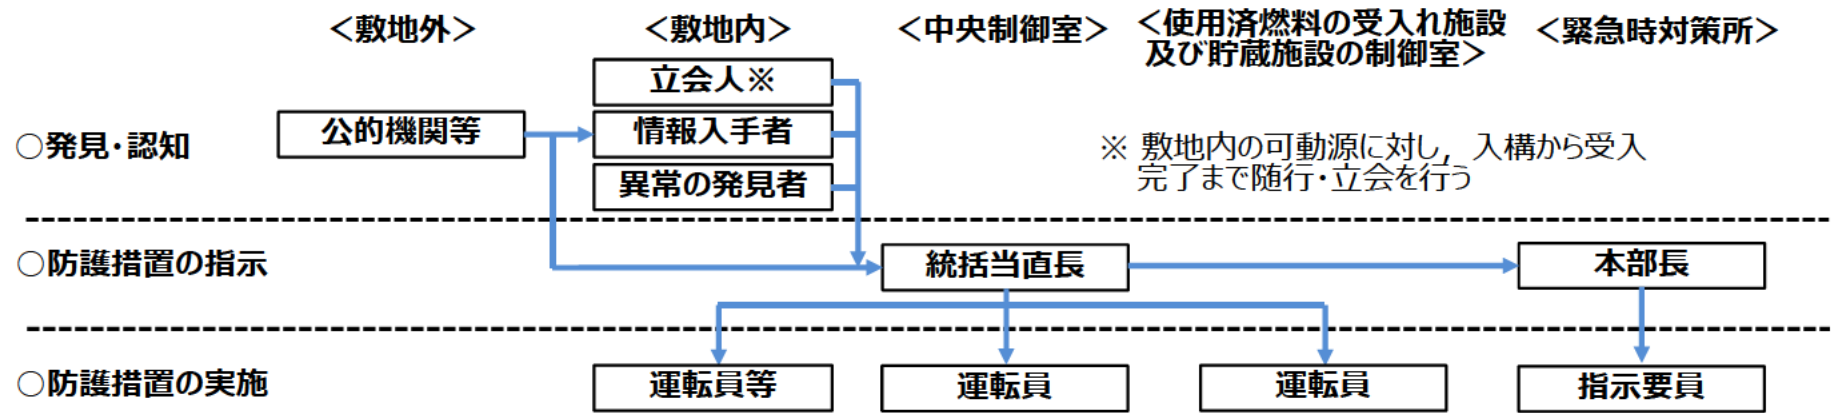 ＜敷地外＞
＜敷地内＞
＜中央制御室＞
＜使用済燃料の受入れ施設
及び貯蔵施設の制御室＞
＜緊急時対策所＞
○発見・認知
公的機関等
立会人※
情報入手者
異常の発見者
※ 敷地内の可動源に対し，入構から受入
完了まで随行・立会を行う
○防護措置の指示
統括当直長
本部長
○防護措置の実施
運転員等
運転員
運転員
指示要員